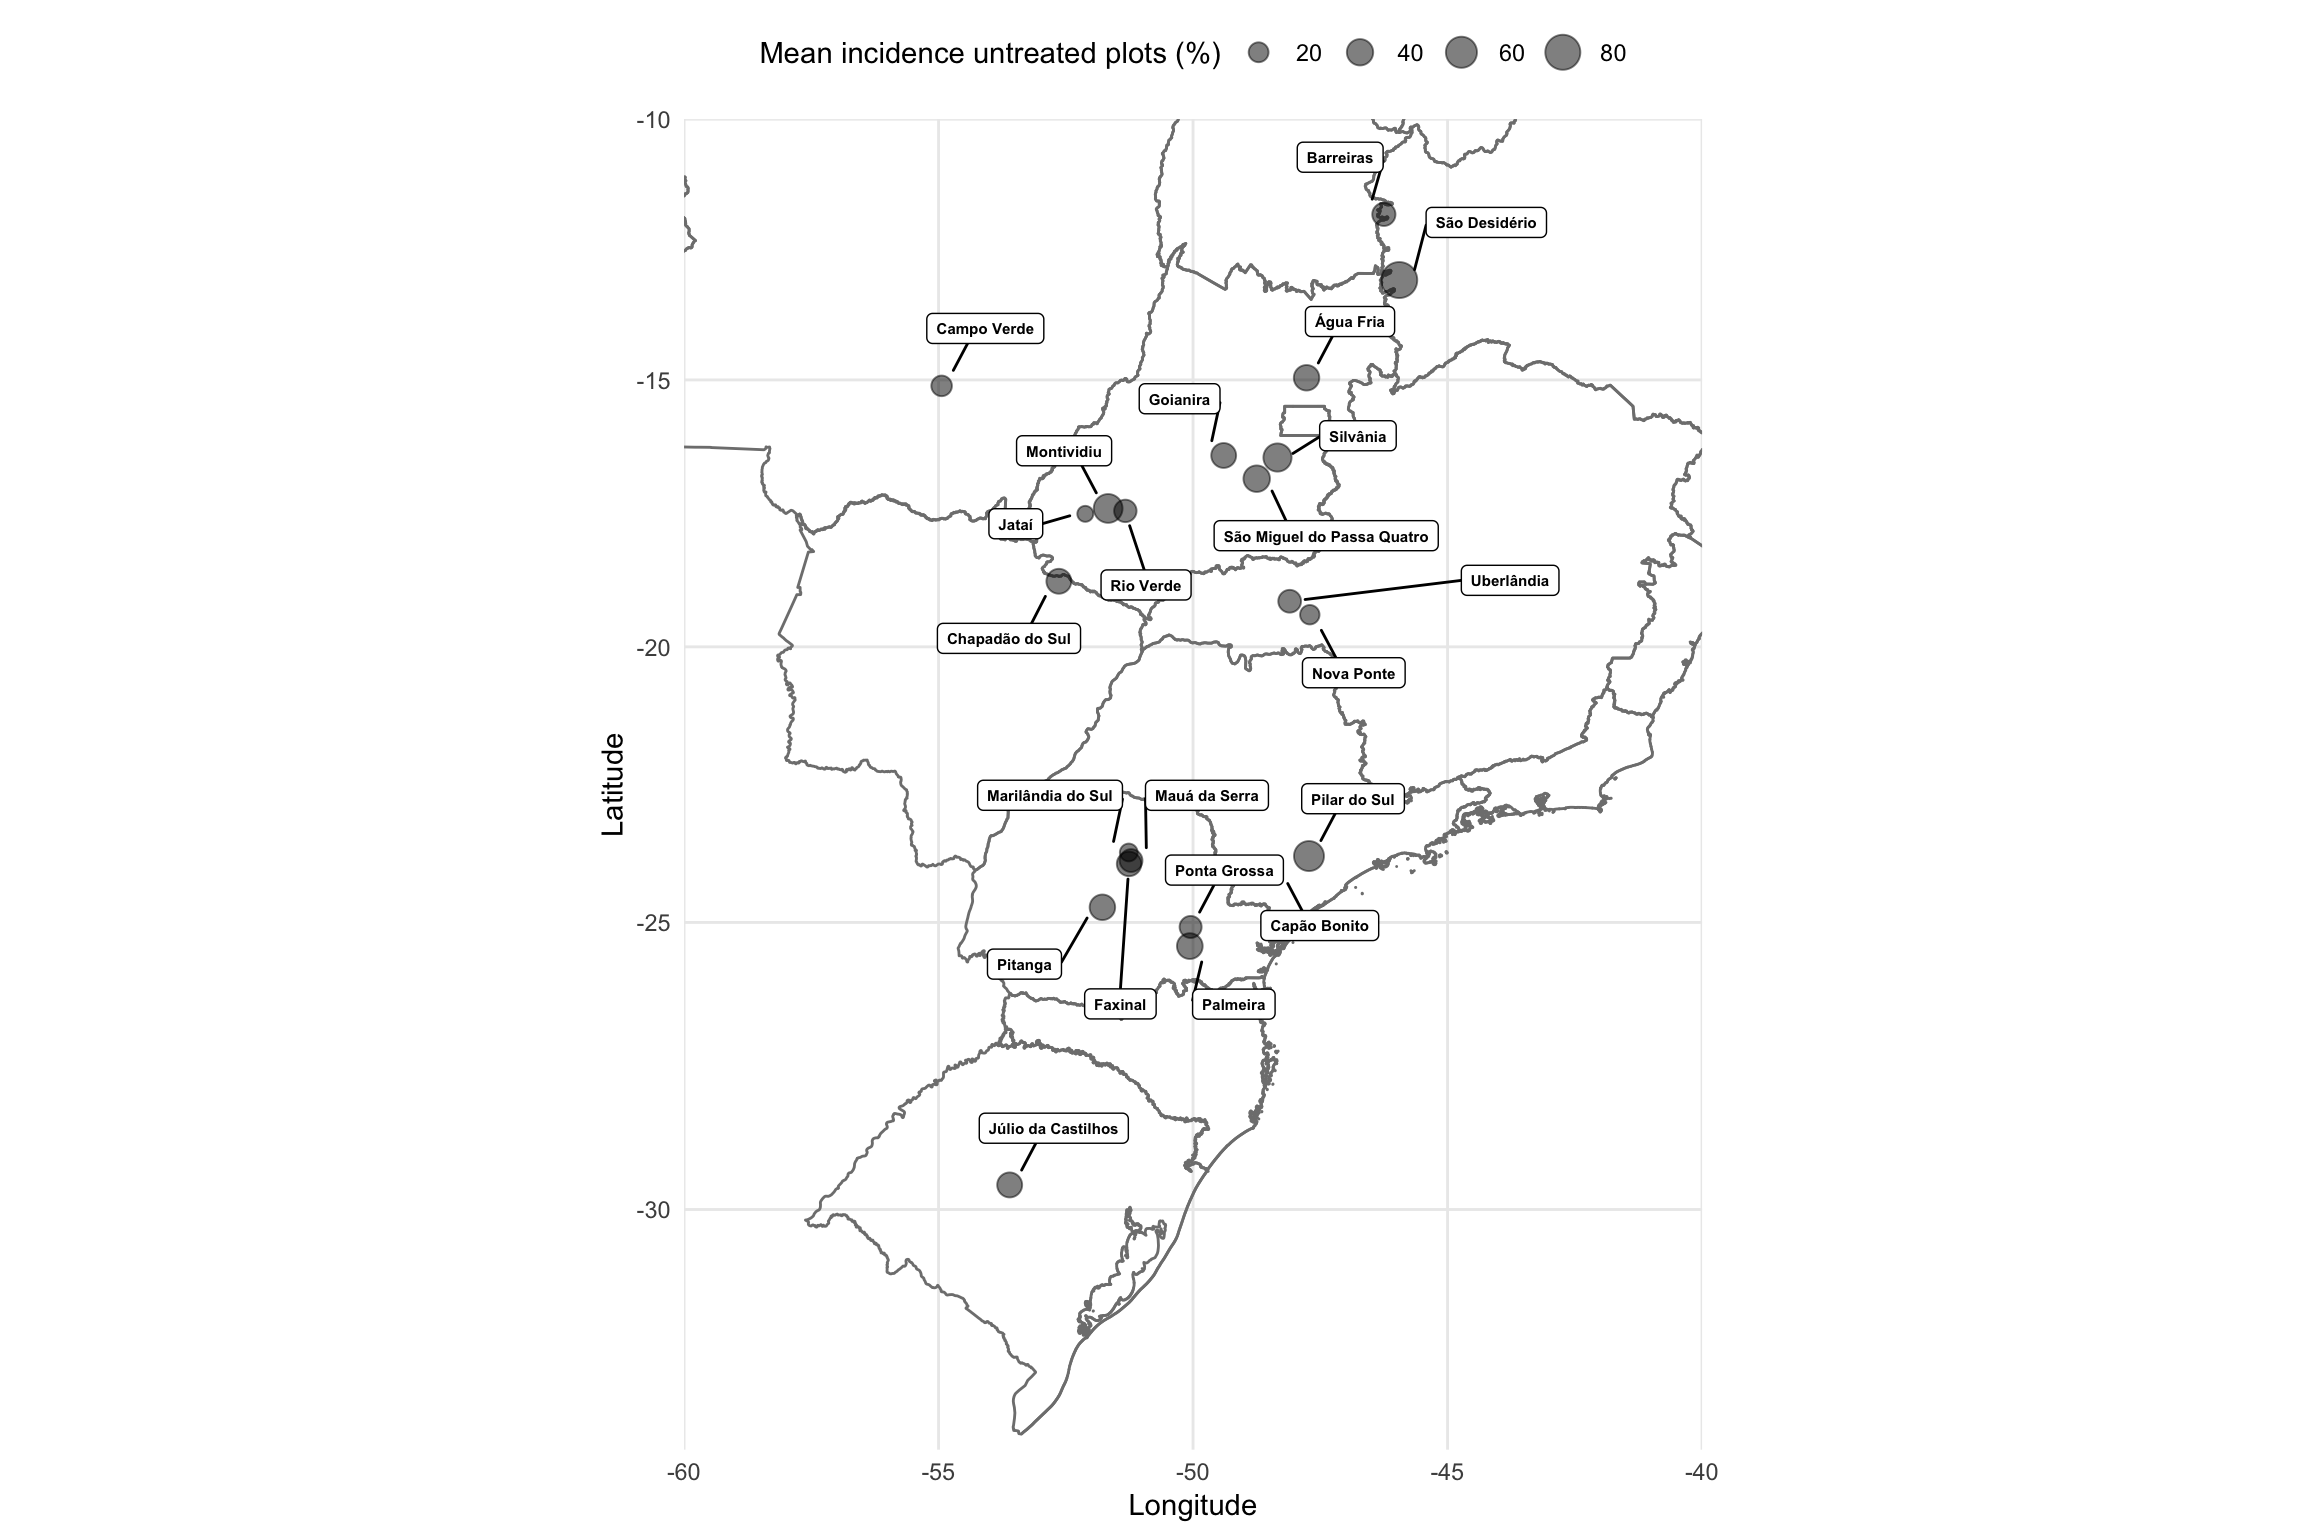 Mean incidence untreated plots (%) 20 40 60 80
-10
Barreiras
São Desidério
Água Fria
Campo Verde
-15
Goianira
Silvânia
Montividiu
Jataí
São Miguel do Passa Quatro
Uberlândia
Rio Verde
Chapadão do Sul
-20
Nova Ponte
Latitude
Marilândia do Sul
Mauá da Serra
Pilar do Sul
Ponta Grossa
-25
Capão Bonito
Pitanga
Faxinal
Palmeira
Júlio da Castilhos
-30
-60 -55 -50 -45 -40
Longitude